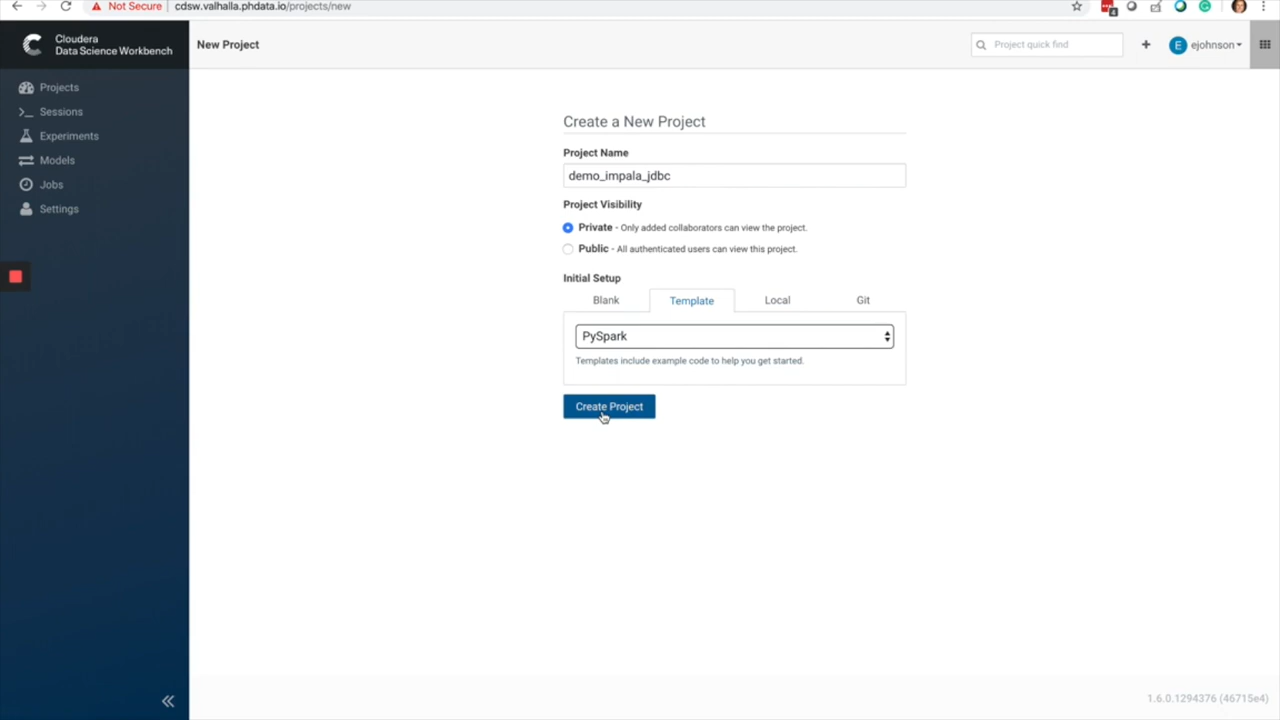 Not Secure cdsw.valhalla.phdata.io/projects/new
4
Cloudera
Data Science Workbench
New Project
Project quick find
E ejohnson
Projects
Sessions
Experiments
Models
Jobs
Settings
Create a New Project
Project Name
demo_impala_jdbc
Project Visibility
Private - Only added collaborators can view the project.
Public - All authenticated users can view this project.
Initial Setup
Blank Template Local Git
PySpark
Templates include example code to help you get started.
Create Project
1.6.0.1294376 (46715e4)